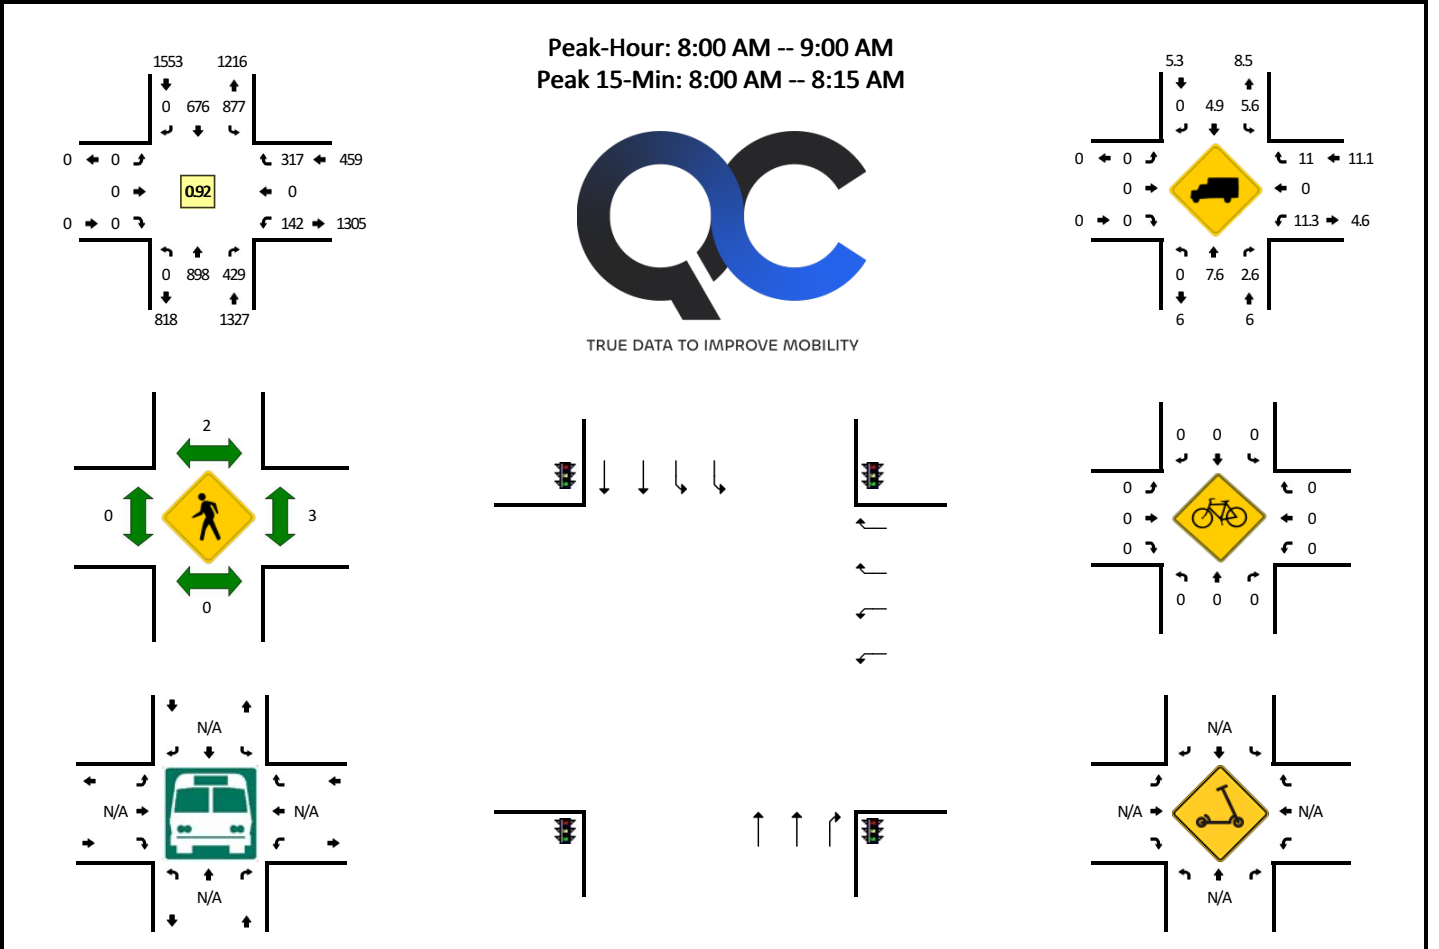 Peak-Hour: 8:00 AM -- 9:00 AM
Peak 15-Min: 8:00 AM -- 8:15 AM
1553 1216
0 676 877
0 0 317 459
0 0.92 0
0 0 142 1305
0 898 429
818 1327
QC
TRUE DATA TO IMPROVE MOBILITY
5.3 8.5
0 4.9 5.6
0 0 11 11.1
0 0
0 0 11.3 4.6
0 7.6 2.6
6 6
2
0 3
0
0 0 0
0 0
0 0
0 0
0 0 0
N/A
N/A N/A
N/A
N/A
N/A N/A
N/A